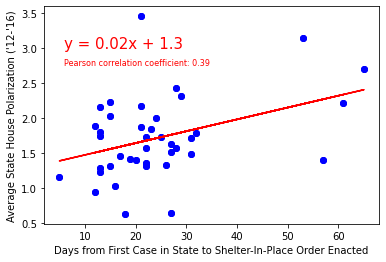 y = 0.02x + 1.3
Pearson correlation coefficient: 0.39
Average State House Polarization ('12-'16)
3.5
3.0
2.5
2.0
1.5
1.0
0.5
10 20 30 40 50 60
Days from First Case in State to Shelter-In-Place Order Enacted